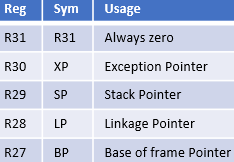 Reg Sym Usage
R31 R31 Always zero
R30 XP Exception Pointer
R29 SP Stack Pointer
R28 LP Linkage Pointer
R27 BP Base of frame Pointer